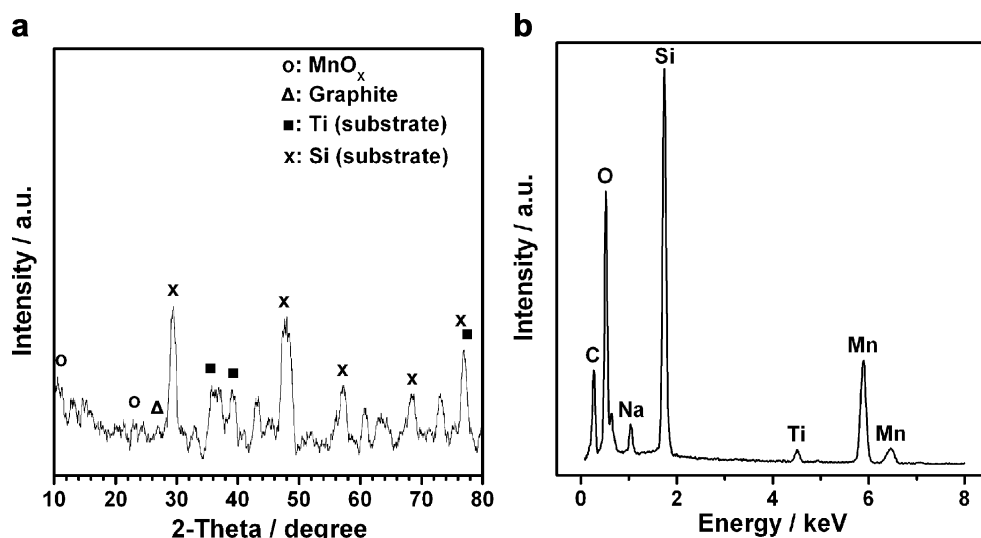 a
o: MnOx
Δ: Graphite
■: Ti (substrate)
x: Si (substrate)
x
x
x
x
x
■
■
■
o
o
Δ
Intensity / a.u.
10 20 30 40 50 60 70 80
2-Theta / degree
b
Si
O
C
Na
Ti
Mn
Mn
Intensity / a.u.
0 2 4 6 8
Energy / keV